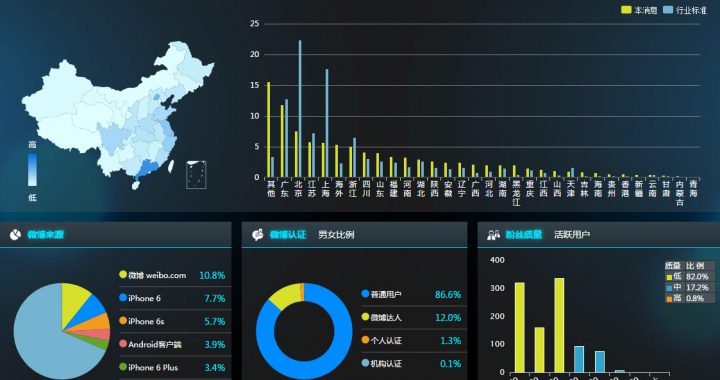 本消息 行业标准
25
20
15
10
5
0
高
低
其他 广东 北京 江苏 上海 海外 浙江 四川 山东 福建 河南 湖北 陕西 安徽 辽宁 广西 河北 湖南 黑龙江 重庆 江西 山西 天津 吉林 海南 贵州 香港 新疆 云南 甘肃 内蒙古 青海
微博来源
微博 weibo.com 10.8%
iPhone 6 7.7%
iPhone 6s 5.7%
Android客户端 3.9%
iPhone 6 Plus 3.4%
微博认证 男女比例
普通用户 86.6%
微博达人 12.0%
个人认证 1.3%
机构认证 0.1%
粉丝质量 活跃用户
400
300
200
100
0
质量 比例
低 82.0%
中 17.2%
高 0.8%